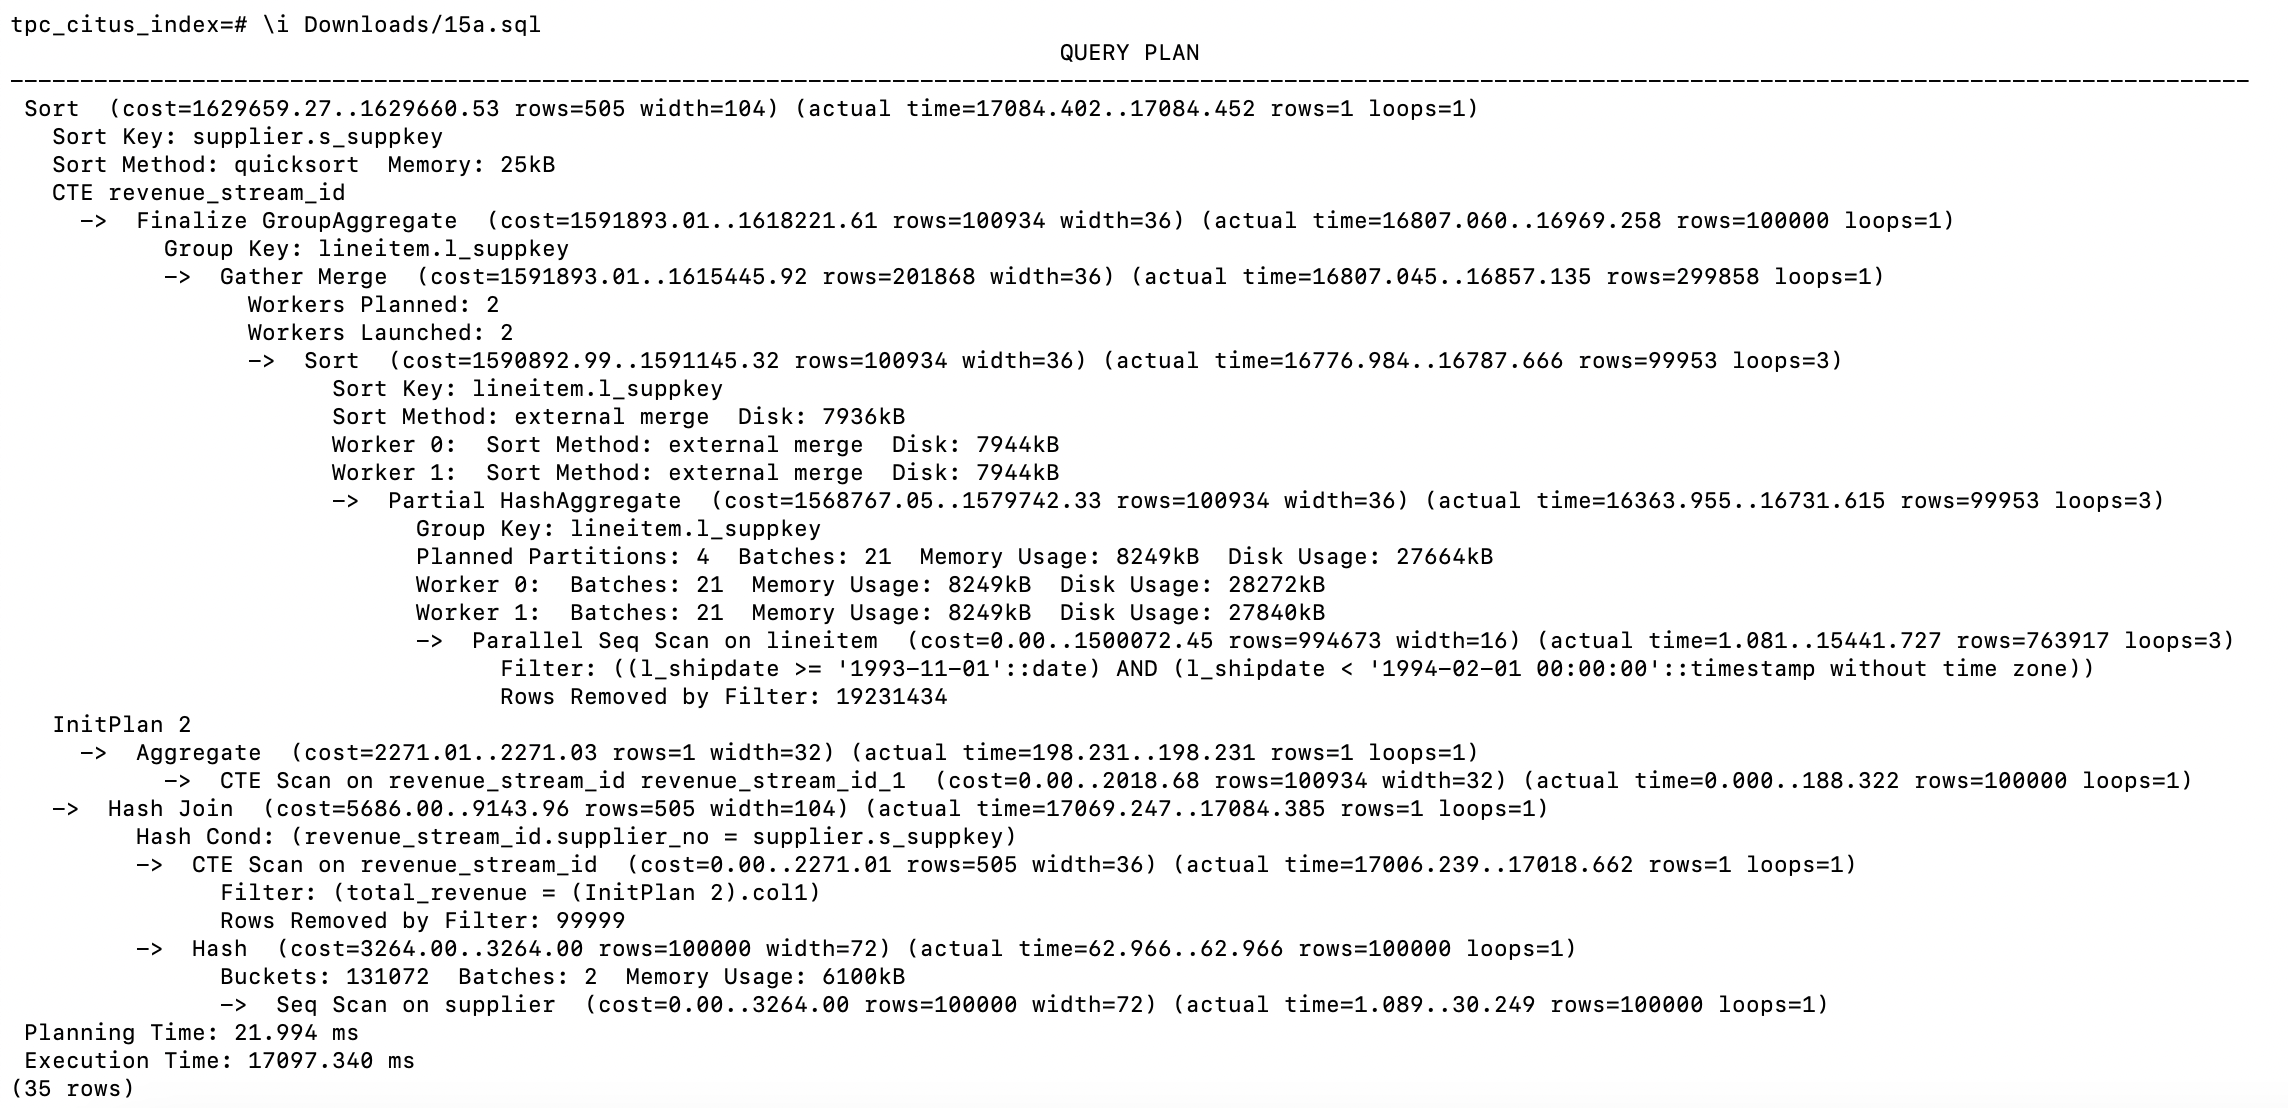 tpc_citus_index=# \i Downloads/15a.sql
QUERY PLAN
----------------------------------------------------------------------------------------------------------------------------------------------------------------
Sort  (cost=1629659.27..1629660.53 rows=505 width=104) (actual time=17084.402..17084.452 rows=1 loops=1)
  Sort Key: supplier.s_suppkey
  Sort Method: quicksort  Memory: 25kB
  CTE revenue_stream_id
    ->  Finalize GroupAggregate  (cost=1591893.01..1618221.61 rows=100934 width=36) (actual time=16807.060..16969.258 rows=100000 loops=1)
          Group Key: lineitem.l_suppkey
          ->  Gather Merge  (cost=1591893.01..1615445.92 rows=201868 width=36) (actual time=16807.045..16857.135 rows=299858 loops=1)
                Workers Planned: 2
                Workers Launched: 2
                ->  Sort  (cost=1590892.99..1591145.32 rows=100934 width=36) (actual time=16776.984..16787.666 rows=99953 loops=3)
                      Sort Key: lineitem.l_suppkey
                      Sort Method: external merge  Disk: 7936kB
                      Worker 0:  Sort Method: external merge  Disk: 7944kB
                      Worker 1:  Sort Method: external merge  Disk: 7944kB
                      ->  Partial HashAggregate  (cost=1568767.05..1579742.33 rows=100934 width=36) (actual time=16363.955..16731.615 rows=99953 loops=3)
                            Group Key: lineitem.l_suppkey
                            Planned Partitions: 4  Batches: 21  Memory Usage: 8249kB  Disk Usage: 27664kB
                            Worker 0:  Batches: 21  Memory Usage: 8249kB  Disk Usage: 28272kB
                            Worker 1:  Batches: 21  Memory Usage: 8249kB  Disk Usage: 27840kB
                            ->  Parallel Seq Scan on lineitem  (cost=0.00..1500072.45 rows=994673 width=16) (actual time=1.081..15441.727 rows=763917 loops=3)
                                  Filter: ((l_shipdate >= '1993-11-01'::date) AND (l_shipdate < '1994-02-01 00:00:00'::timestamp without time zone))
                                  Rows Removed by Filter: 19231434
  InitPlan 2
    ->  Aggregate  (cost=2271.01..2271.03 rows=1 width=32) (actual time=198.231..198.231 rows=1 loops=1)
          ->  CTE Scan on revenue_stream_id revenue_stream_id_1  (cost=0.00..2018.68 rows=100934 width=32) (actual time=0.000..188.322 rows=100000 loops=1)
  ->  Hash Join  (cost=5686.00..9143.96 rows=505 width=104) (actual time=17069.247..17084.385 rows=1 loops=1)
        Hash Cond: (revenue_stream_id.supplier_no = supplier.s_suppkey)
        ->  CTE Scan on revenue_stream_id  (cost=0.00..2271.01 rows=505 width=36) (actual time=17006.239..17018.662 rows=1 loops=1)
              Filter: (total_revenue = (InitPlan 2).col1)
              Rows Removed by Filter: 99999
        ->  Hash  (cost=3264.00..3264.00 rows=100000 width=72) (actual time=62.966..62.966 rows=100000 loops=1)
              Buckets: 131072  Batches: 2  Memory Usage: 6100kB
              ->  Seq Scan on supplier  (cost=0.00..3264.00 rows=100000 width=72) (actual time=1.089..30.249 rows=100000 loops=1)
Planning Time: 21.994 ms
Execution Time: 17097.340 ms
(35 rows)